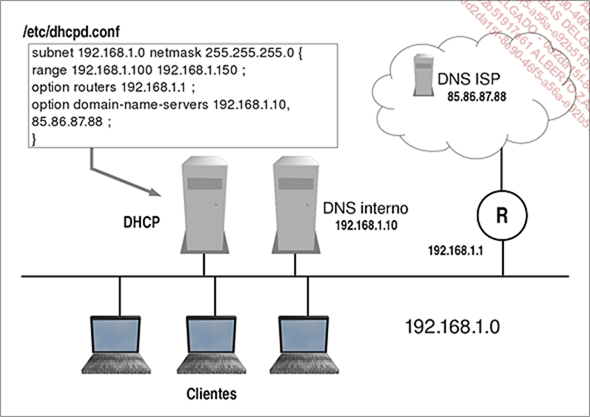 /etc/dhcpd.conf
subnet 192.168.1.0 netmask 255.255.255.0 {
range 192.168.1.100 192.168.1.150 ;
option routers 192.168.1.1 ;
option domain-name-servers 192.168.1.10,
85.86.87.88 ;
}
DNS ISP
85.86.87.88
DHCP
DNS interno
192.168.1.10
R
192.168.1.1
192.168.1.0
Clientes